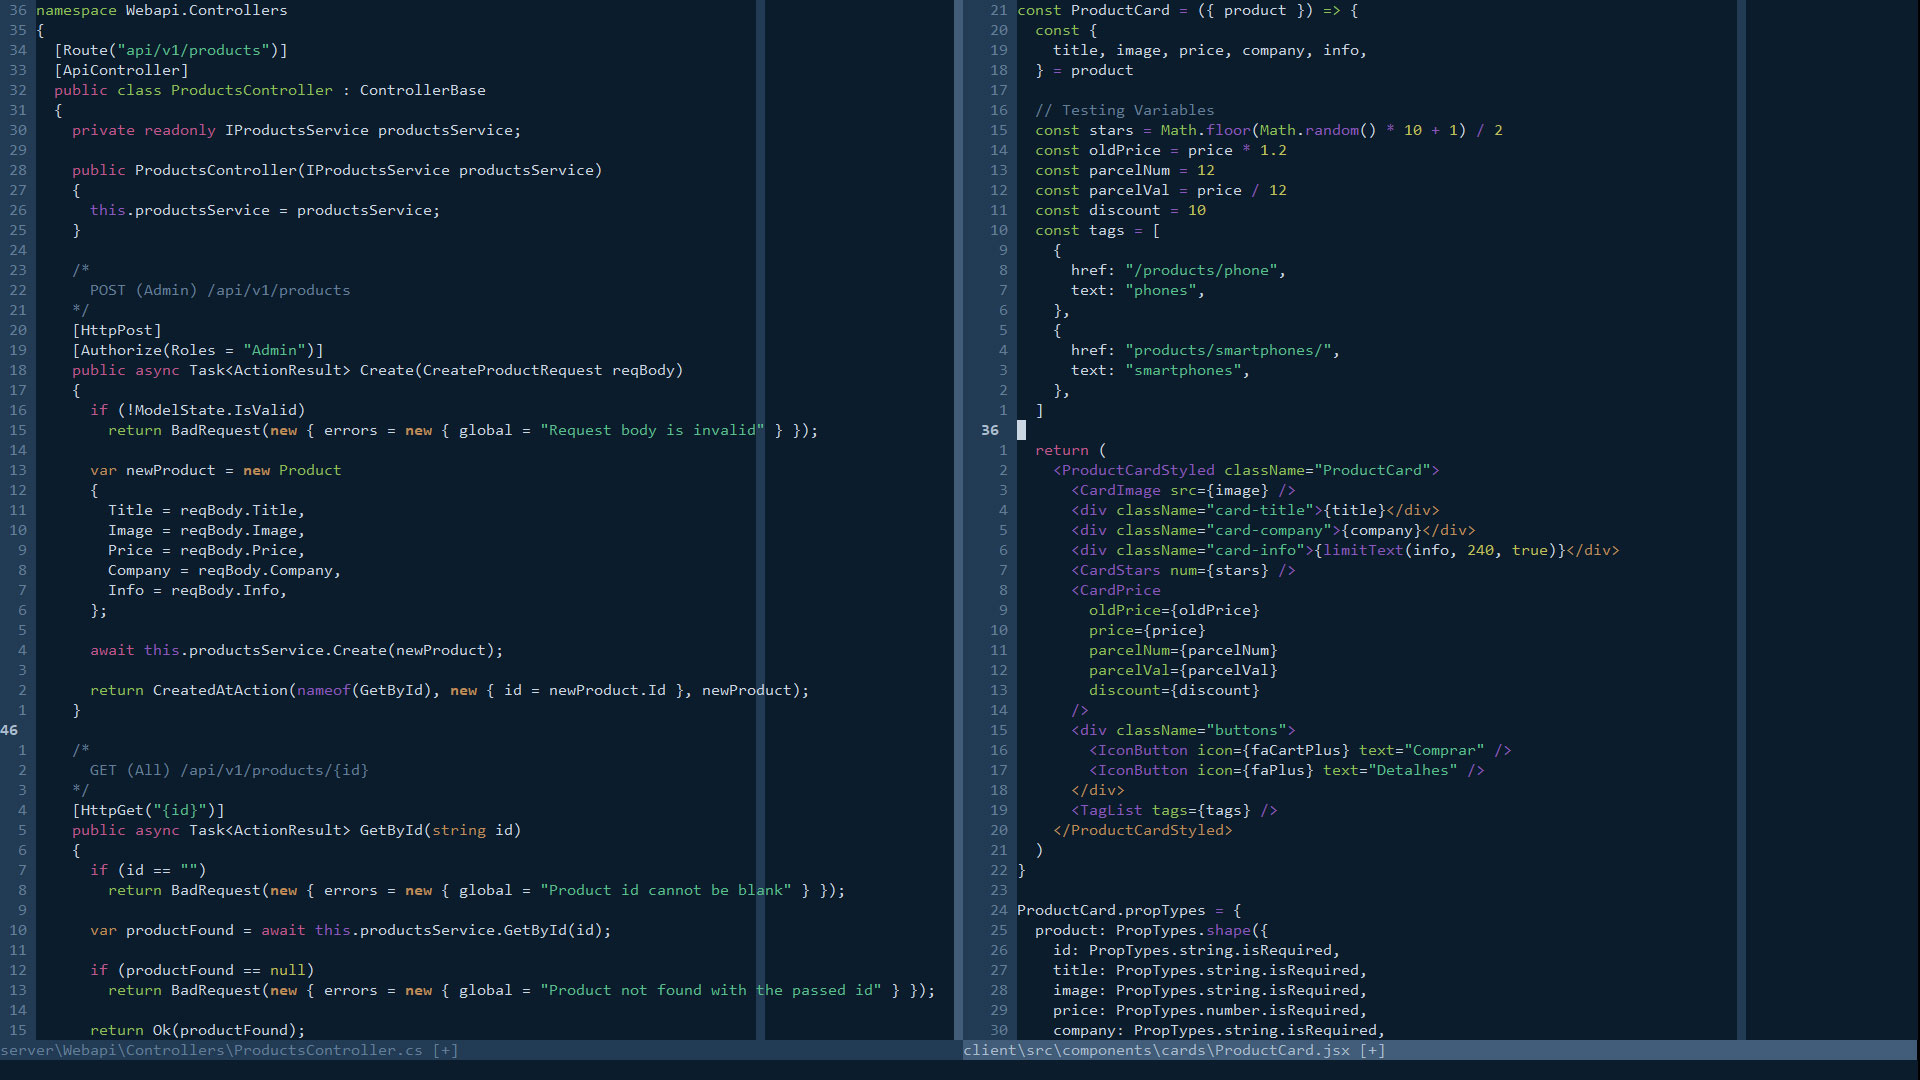 36 namespace Webapi.Controllers
35 {
34   [Route("api/v1/products")]
33   [ApiController]
32   public class ProductsController : ControllerBase
31   {
30     private readonly IProductsService productsService;
29
28     public ProductsController(IProductsService productsService)
27     {
26       this.productsService = productsService;
25     }
24
23     /*
22       POST (Admin) /api/v1/products
21     */
20     [HttpPost]
19     [Authorize(Roles = "Admin")]
18     public async Task<ActionResult> Create(CreateProductRequest reqBody)
17     {
16       if (!ModelState.IsValid)
15         return BadRequest(new { errors = new { global = "Request body is invalid" } });
14
13       var newProduct = new Product
12       {
11         Title = reqBody.Title,
10         Image = reqBody.Image,
9         Price = reqBody.Price,
8         Company = reqBody.Company,
7         Info = reqBody.Info,
6       };
5
4       await this.productsService.Create(newProduct);
3
2       return CreatedAtAction(nameof(GetById), new { id = newProduct.Id }, newProduct);
1     }
46
1     /*
2       GET (All) /api/v1/products/{id}
3     */
4     [HttpGet("{id}")]
5     public async Task<ActionResult> GetById(string id)
6     {
7       if (id == "")
8         return BadRequest(new { errors = new { global = "Product id cannot be blank" } });
9
10       var productFound = await this.productsService.GetById(id);
11
12       if (productFound == null)
13         return BadRequest(new { errors = new { global = "Product not found with the passed id" } });
14
15       return Ok(productFound);
server\Webapi\Controllers\ProductsController.cs [+]
21 const ProductCard = ({ product }) => {
20   const {
19     title, image, price, company, info,
18   } = product
17
16   // Testing Variables
15   const stars = Math.floor(Math.random() * 10 + 1) / 2
14   const oldPrice = price * 1.2
13   const parcelNum = 12
12   const parcelVal = price / 12
11   const discount = 10
10   const tags = [
9     {
8       href: "/products/phone",
7       text: "phones",
6     },
5     {
4       href: "products/smartphones/",
3       text: "smartphones",
2     },
1   ]
36
1   return (
2     <ProductCardStyled className="ProductCard">
3       <CardImage src={image} />
4       <div className="card-title">{title}</div>
5       <div className="card-company">{company}</div>
6       <div className="card-info">{limitText(info, 240, true)}</div>
7       <CardStars num={stars} />
8       <CardPrice
9         oldPrice={oldPrice}
10         price={price}
11         parcelNum={parcelNum}
12         parcelVal={parcelVal}
13         discount={discount}
14       />
15       <div className="buttons">
16         <IconButton icon={faCartPlus} text="Comprar" />
17         <IconButton icon={faPlus} text="Detalhes" />
18       </div>
19       <TagList tags={tags} />
20     </ProductCardStyled>
21   )
22 }
23
24 ProductCard.propTypes = {
25   product: PropTypes.shape({
26     id: PropTypes.string.isRequired,
27     title: PropTypes.string.isRequired,
28     image: PropTypes.string.isRequired,
29     price: PropTypes.number.isRequired,
30     company: PropTypes.string.isRequired,
client\src\components\cards\ProductCard.jsx [+]